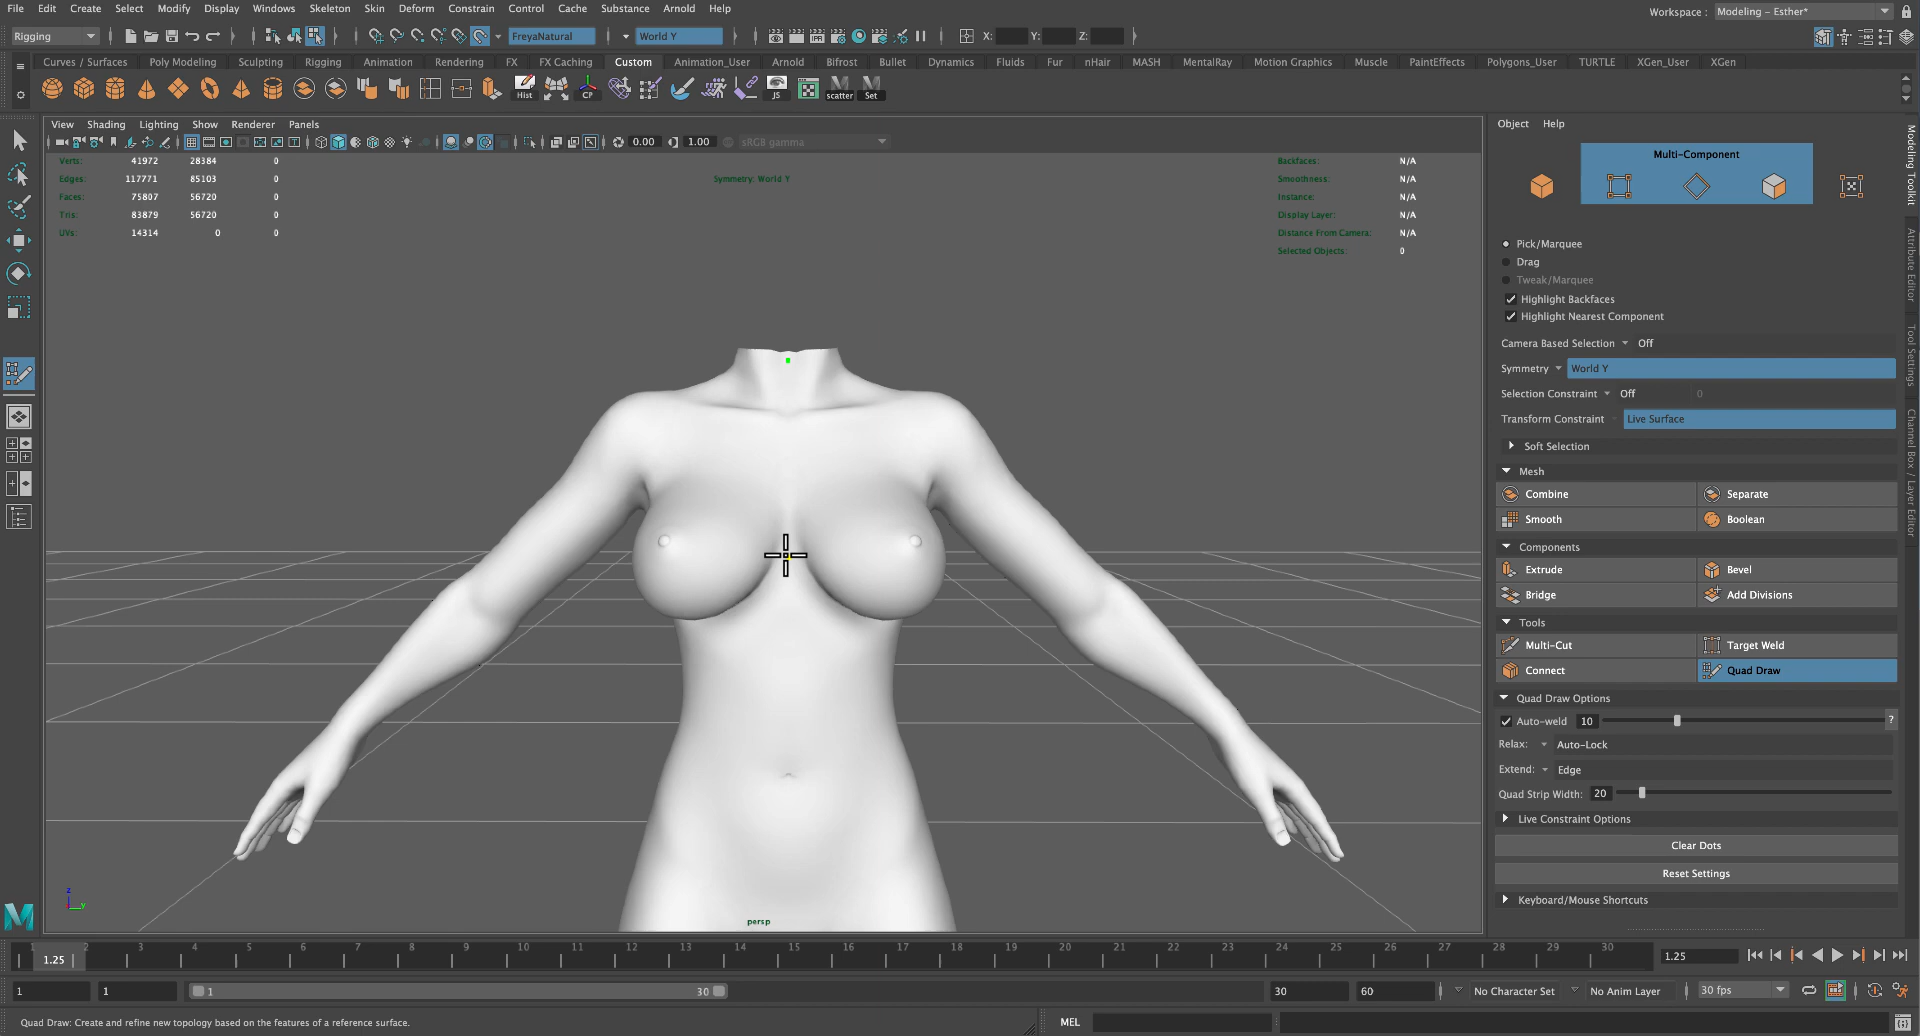 File Edit Create Select Modify Display Windows Skeleton Skin Deform Constrain Control Cache Substance Arnold Help
Workspace : Modeling - Esther*
Rigging FreyaNatural World Y X: Y: Z:
Curves / Surfaces Poly Modeling Sculpting Rigging Animation Rendering FX FX Caching Custom Animation_User Arnold Bifrost Bullet Dynamics Fluids Fur nHair MASH MentalRay Motion Graphics Muscle PaintEffects Polygons_User TURTLE XGen_User XGen
Hist CP JS scatter Set
View Shading Lighting Show Renderer Panels
0.00 1.00 sRGB gamma
Verts: 41972 28384 0
Edges: 117771 85103 0
Faces: 75807 56720 0
Tris: 83879 56720 0
UVs: 14314 0 0
Symmetry: World Y
Backfaces: N/A
Smoothness: N/A
Instance: N/A
Display Layer: N/A
Distance From Camera: N/A
Selected Objects: 0
z
y
persp
Object Help
Multi-Component
Pick/Marquee
Drag
Tweak/Marquee
Highlight Backfaces
Highlight Nearest Component
Camera Based Selection Off
Symmetry World Y
Selection Constraint Off 0
Transform Constraint Live Surface
Soft Selection
Mesh
Combine Separate
Smooth Boolean
Components
Extrude Bevel
Bridge Add Divisions
Tools
Multi-Cut Target Weld
Connect Quad Draw
Quad Draw Options
Auto-weld 10 ?
Relax: Auto-Lock
Extend: Edge
Quad Strip Width: 20
Live Constraint Options
Clear Dots
Reset Settings
Keyboard/Mouse Shortcuts
Modeling Toolkit
Attribute Editor
Tool Settings
Channel Box / Layer Editor
1 2 3 4 5 6 7 8 9 10 11 12 13 14 15 16 17 18 19 20 21 22 23 24 25 26 27 28 29 30
1.25 1.25
1 1 1 30 30 60 No Character Set No Anim Layer 30 fps
Quad Draw: Create and refine new topology based on the features of a reference surface.
MEL